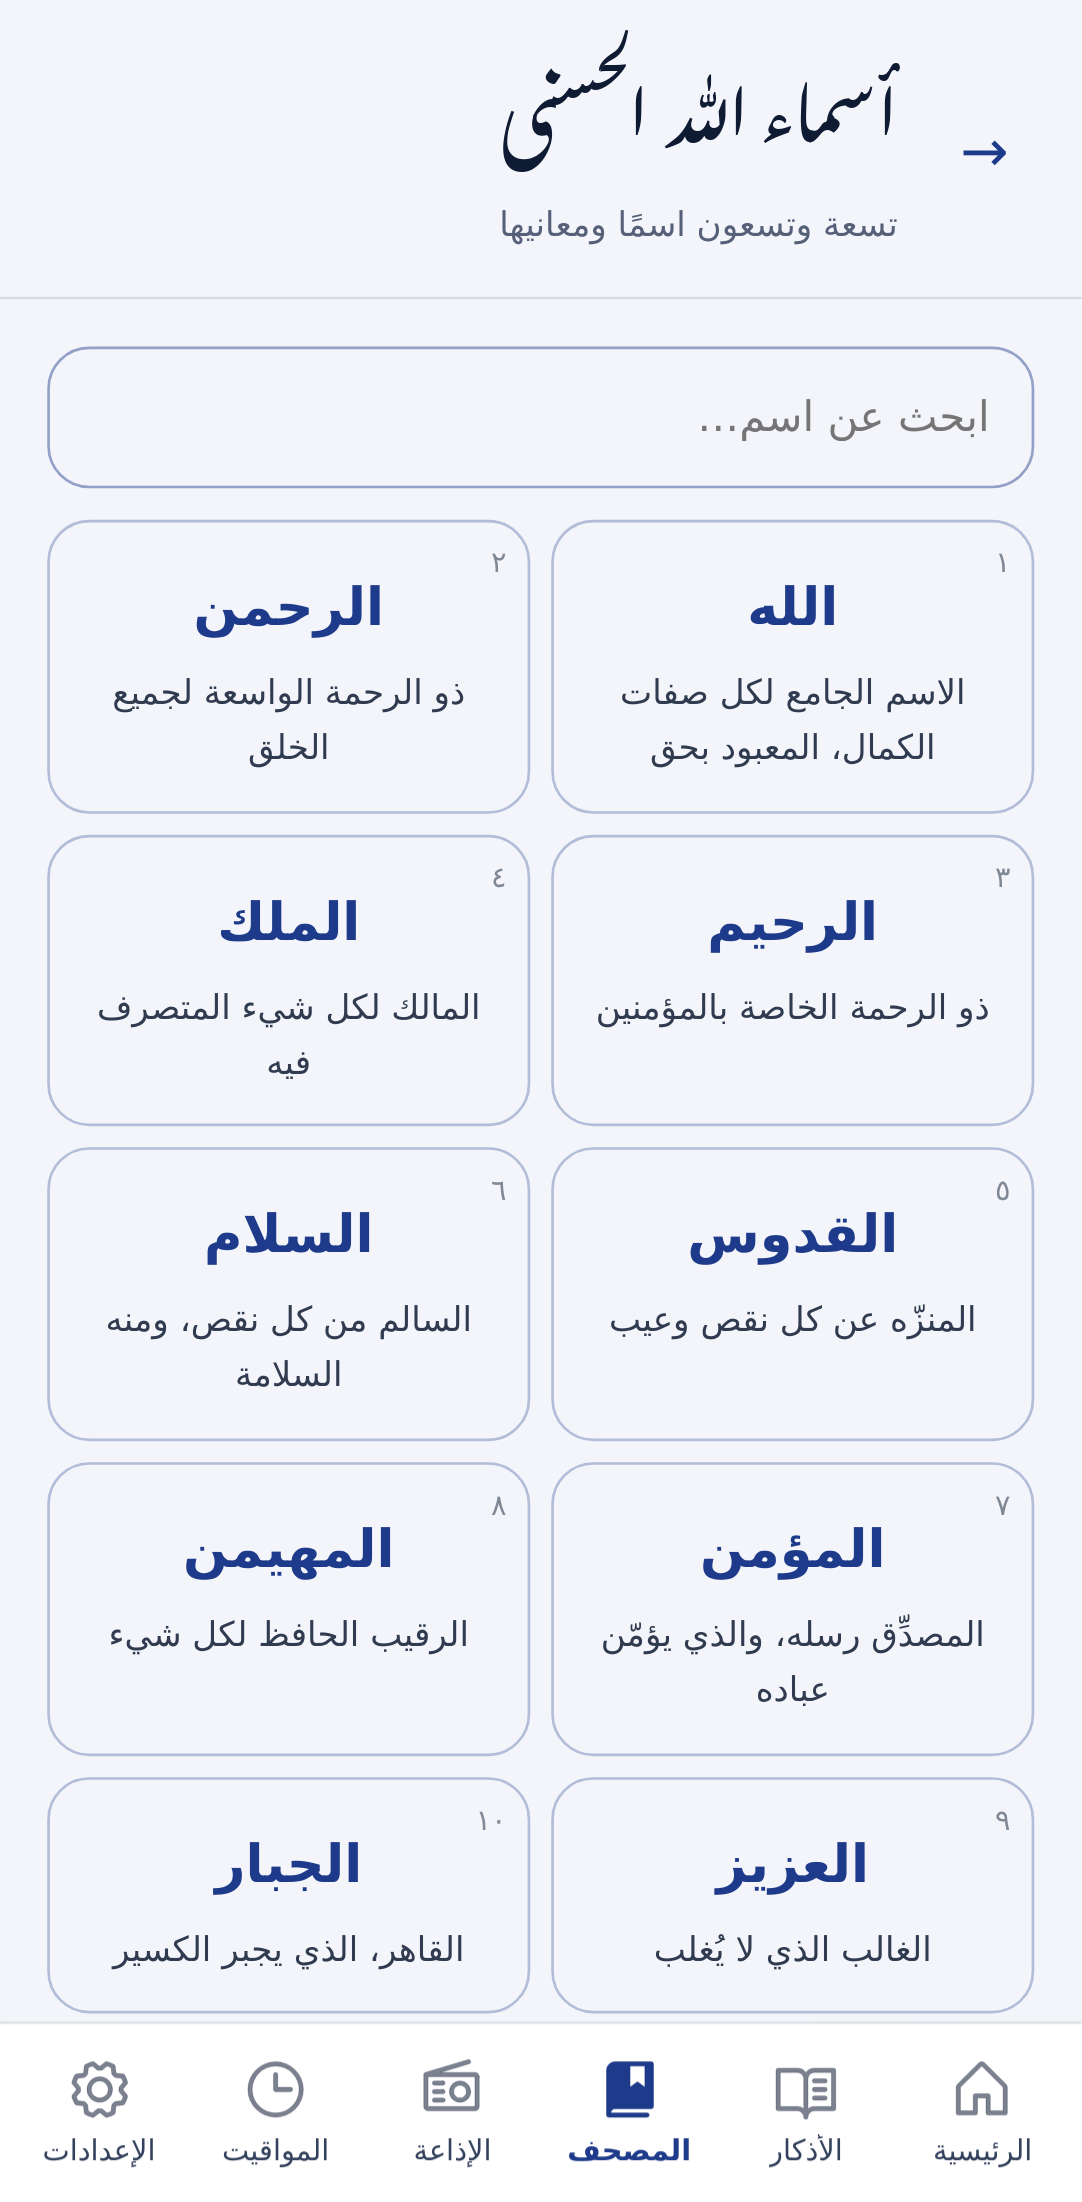 أسماء الله الحسنى
تسعة وتسعون اسمًا ومعانيها
ابحث عن اسم...
١
الله
الاسم الجامع لكل صفات
الكمال، المعبود بحق
٢
الرحمن
ذو الرحمة الواسعة لجميع
الخلق
٣
الرحيم
ذو الرحمة الخاصة بالمؤمنين
٤
الملك
المالك لكل شيء المتصرف
فيه
٥
القدوس
المنزّه عن كل نقص وعيب
٦
السلام
السالم من كل نقص، ومنه
السلامة
٧
المؤمن
المصدِّق رسله، والذي يؤمّن
عباده
٨
المهيمن
الرقيب الحافظ لكل شيء
٩
العزيز
الغالب الذي لا يُغلب
١٠
الجبار
القاهر، الذي يجبر الكسير
الرئيسية
الأذكار
المصحف
الإذاعة
المواقيت
الإعدادات